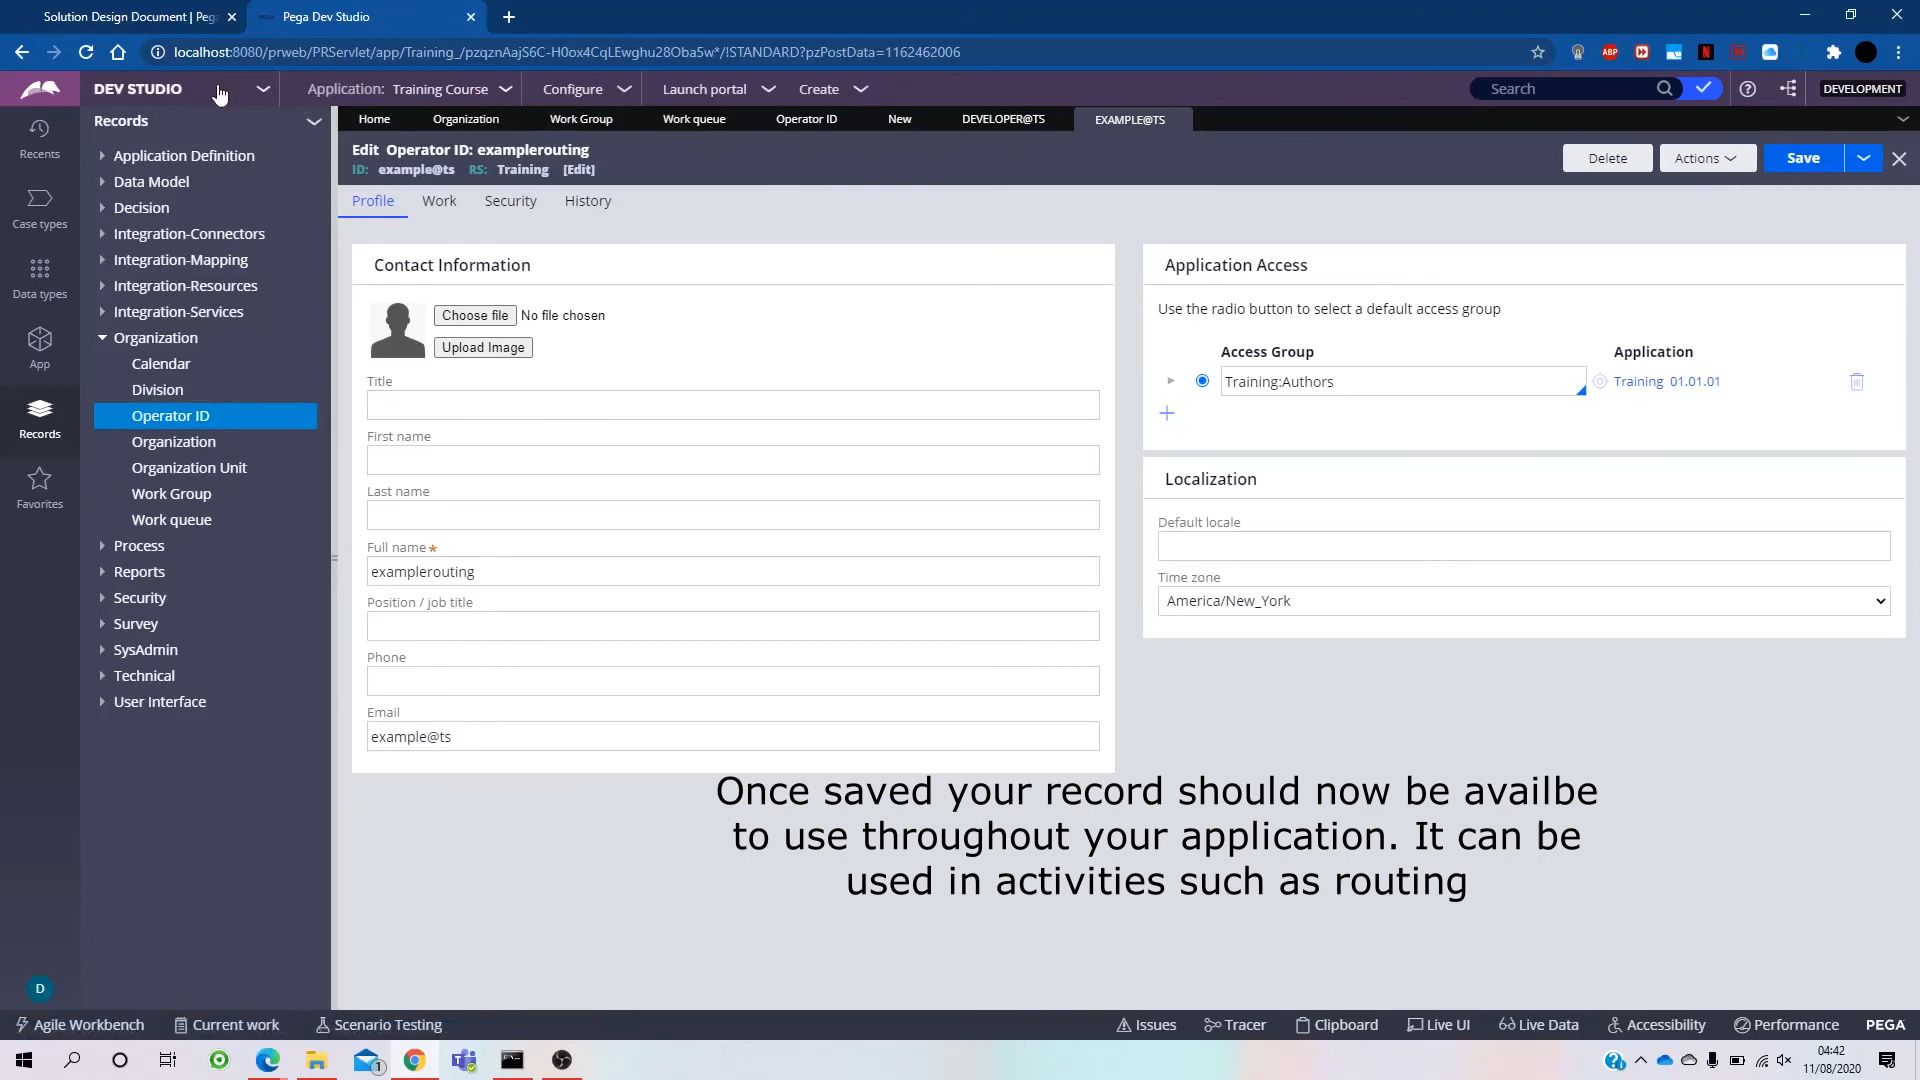 Solution Design Document | Peg
Pega Dev Studio
localhost:8080/prweb/PRServlet/app/Training_/pzqznAajS6C-H0ox4CqLEwghu28Oba5w*/!STANDARD?pzPostData=1162462006
ABP
DEV STUDIO
Application: Training Course
Configure
Launch portal
Create
Search
DEVELOPMENT
Recents
Case types
Data types
App
Records
Favorites
D
Records
Application Definition
Data Model
Decision
Integration-Connectors
Integration-Mapping
Integration-Resources
Integration-Services
Organization
Calendar
Division
Operator ID
Organization
Organization Unit
Work Group
Work queue
Process
Reports
Security
Survey
SysAdmin
Technical
User Interface
Home
Organization
Work Group
Work queue
Operator ID
New
DEVELOPER@TS
EXAMPLE@TS
Edit Operator ID: examplerouting
ID: example@ts RS: Training [Edit]
Delete
Actions
Save
Profile
Work
Security
History
Contact Information
Choose file No file chosen
Upload Image
Title
First name
Last name
Full name *
examplerouting
Position / job title
Phone
Email
example@ts
Application Access
Use the radio button to select a default access group
Access Group
Application
Training:Authors
Training 01.01.01
Localization
Default locale
Time zone
America/New_York
Once saved your record should now be availbe
to use throughout your application. It can be
used in activities such as routing
Agile Workbench
Current work
Scenario Testing
Issues
Tracer
Clipboard
Live UI
Live Data
Accessibility
Performance
PEGA
1
04:42
11/08/2020